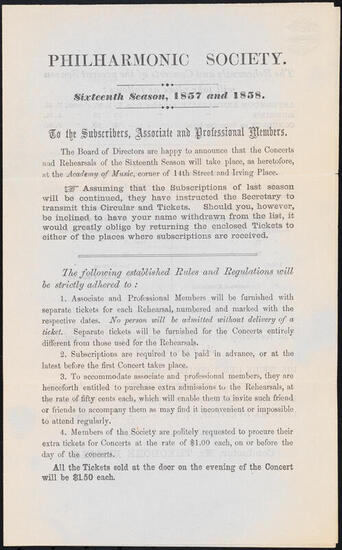 PHILHARMONIC SOCIETY.
Sixteenth Season, 1857 and 1858.
To the Subscribers, Associate and Professional Members.
The Board of Directors are happy to announce that the Concerts
and Rehearsals of the Sixteenth Season will take place, as heretofore,
at the Academy of Music, corner of 14th Street and Irving Place.
☞ Assuming that the Subscriptions of last season
will be continued, they have instructed the Secretary to
transmit this Circular and Tickets. Should you, however,
be inclined to have your name withdrawn from the list, it
would greatly oblige by returning the enclosed Tickets to
either of the places where subscriptions are received.
The following established Rules and Regulations will
be strictly adhered to :
1. Associate and Professional Members will be furnished with
separate tickets for each Rehearsal, numbered and marked with the
respective dates. No person will be admitted without delivery of a
ticket. Separate tickets will be furnished for the Concerts entirely
different from those used for the Rehearsals.
2. Subscriptions are required to be paid in advance, or at the
latest before the first Concert takes place.
3. To accommodate associate and professional members, they are
henceforth entitled to purchase extra admissions to the Rehearsals, at
the rate of fifty cents each, which will enable them to invite such friend
or friends to accompany them as may find it inconvenient or impossible
to attend regularly.
4. Members of the Society are politely requested to procure their
extra tickets for Concerts at the rate of $1.00 each, on or before the
day of the concerts.
All the Tickets sold at the door on the evening of the Concert
will be $1.50 each.